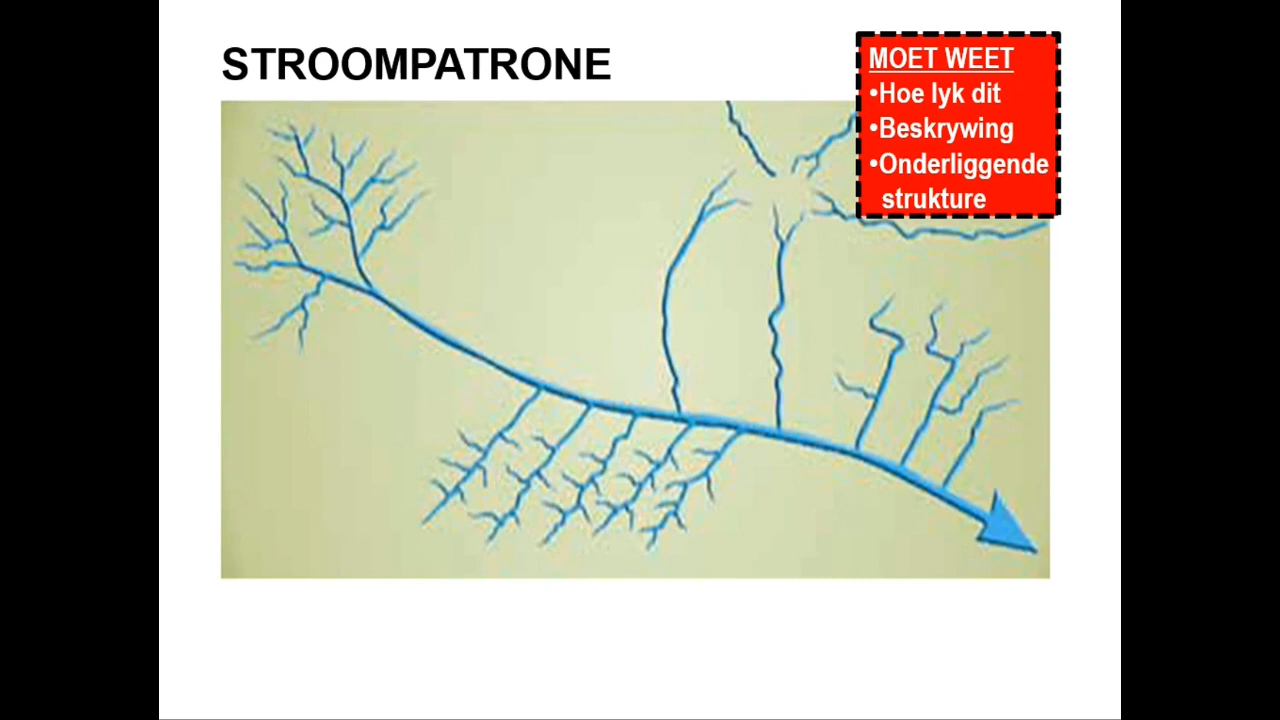 STROOMPATRONE
MOET WEET
•Hoe lyk dit
•Beskrywing
•Onderliggende
strukture